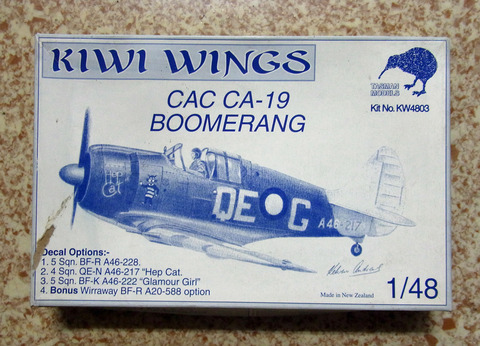 KIWI WINGS
TASMAN
MODELS
Kit No. KW4803
CAC CA-19
BOOMERANG
Hep
Cat
QE G
A46-217
Decal Options:-
1. 5 Sqn. BF-R A46-228.
2. 4 Sqn. QE-N A46-217 "Hep Cat.
3. 5 Sqn. BF-K A46-222 "Glamour Girl"
4. Bonus Wirraway BF-R A20-588 option
Made in New Zealand
1/48